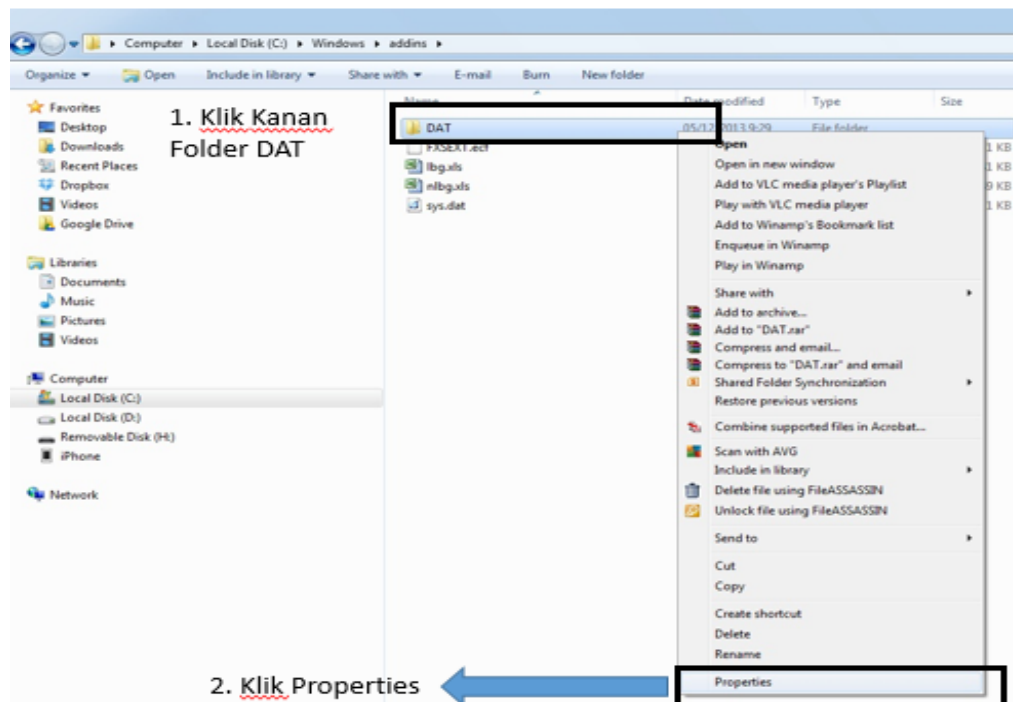 Computer ▸ Local Disk (C:) ▸ Windows ▸ addins ▸
Organize ▾ Open Include in library ▾ Share with ▾ E-mail Burn New folder
Name Date modified Type Size
Favorites
Desktop
Downloads
Recent Places
Dropbox
Videos
Google Drive
Libraries
Documents
Music
Pictures
Videos
Computer
Local Disk (C:)
Local Disk (D:)
Removable Disk (H:)
iPhone
Network
1. Klik Kanan
Folder DAT
DAT 05/12/2013 9:29 File folder
FXSEXT.ecf 1 KB
lbg.xls 1 KB
nlbg.xls 9 KB
sys.dat 1 KB
Open
Open in new window
Add to VLC media player's Playlist
Play with VLC media player
Add to Winamp's Bookmark list
Enqueue in Winamp
Play in Winamp
Share with
Add to archive...
Add to "DAT.rar"
Compress and email...
Compress to "DAT.rar" and email
Shared Folder Synchronization
Restore previous versions
Combine supported files in Acrobat...
Scan with AVG
Include in library
Delete file using FileASSASSIN
Unlock file using FileASSASSIN
Send to
Cut
Copy
Create shortcut
Delete
Rename
Properties
2. Klik Properties